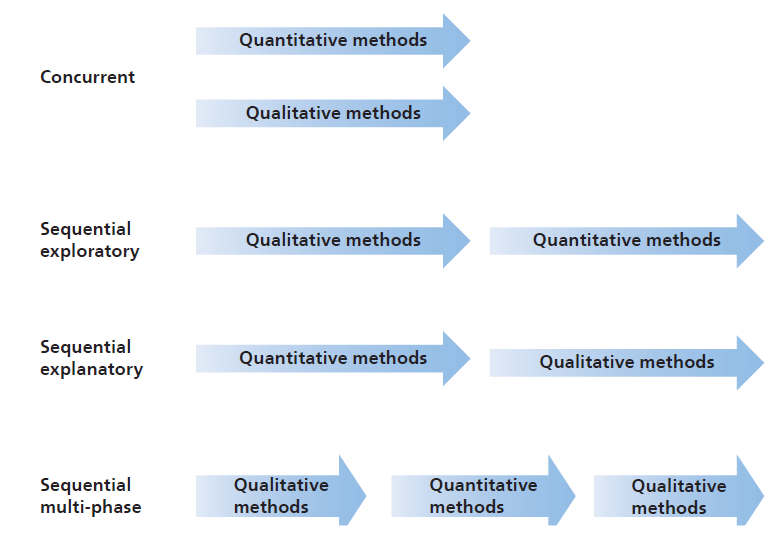 Concurrent
Quantitative methods
Qualitative methods
Sequential
exploratory
Qualitative methods
Quantitative methods
Sequential
explanatory
Quantitative methods
Qualitative methods
Sequential
multi-phase
Qualitative
methods
Quantitative
methods
Qualitative
methods